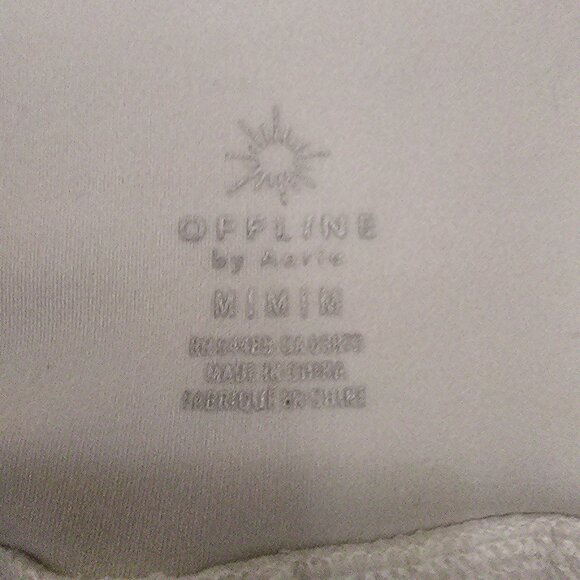 OFFLINE
by Aerie
M|M|M
MADE IN CHINA
FABRIQUÉ EN CHINE